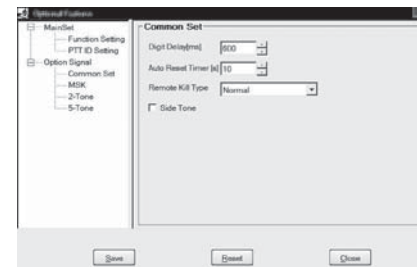 Optional Features
MainSet
Function Setting
PTT ID Setting
Option Signal
Common Set
MSK
2-Tone
5-Tone
Common Set
Digit Delay[ms] 600
Auto Reset Timer [s] 10
Remote Kill Type Normal
Side Tone
Save Reset Close